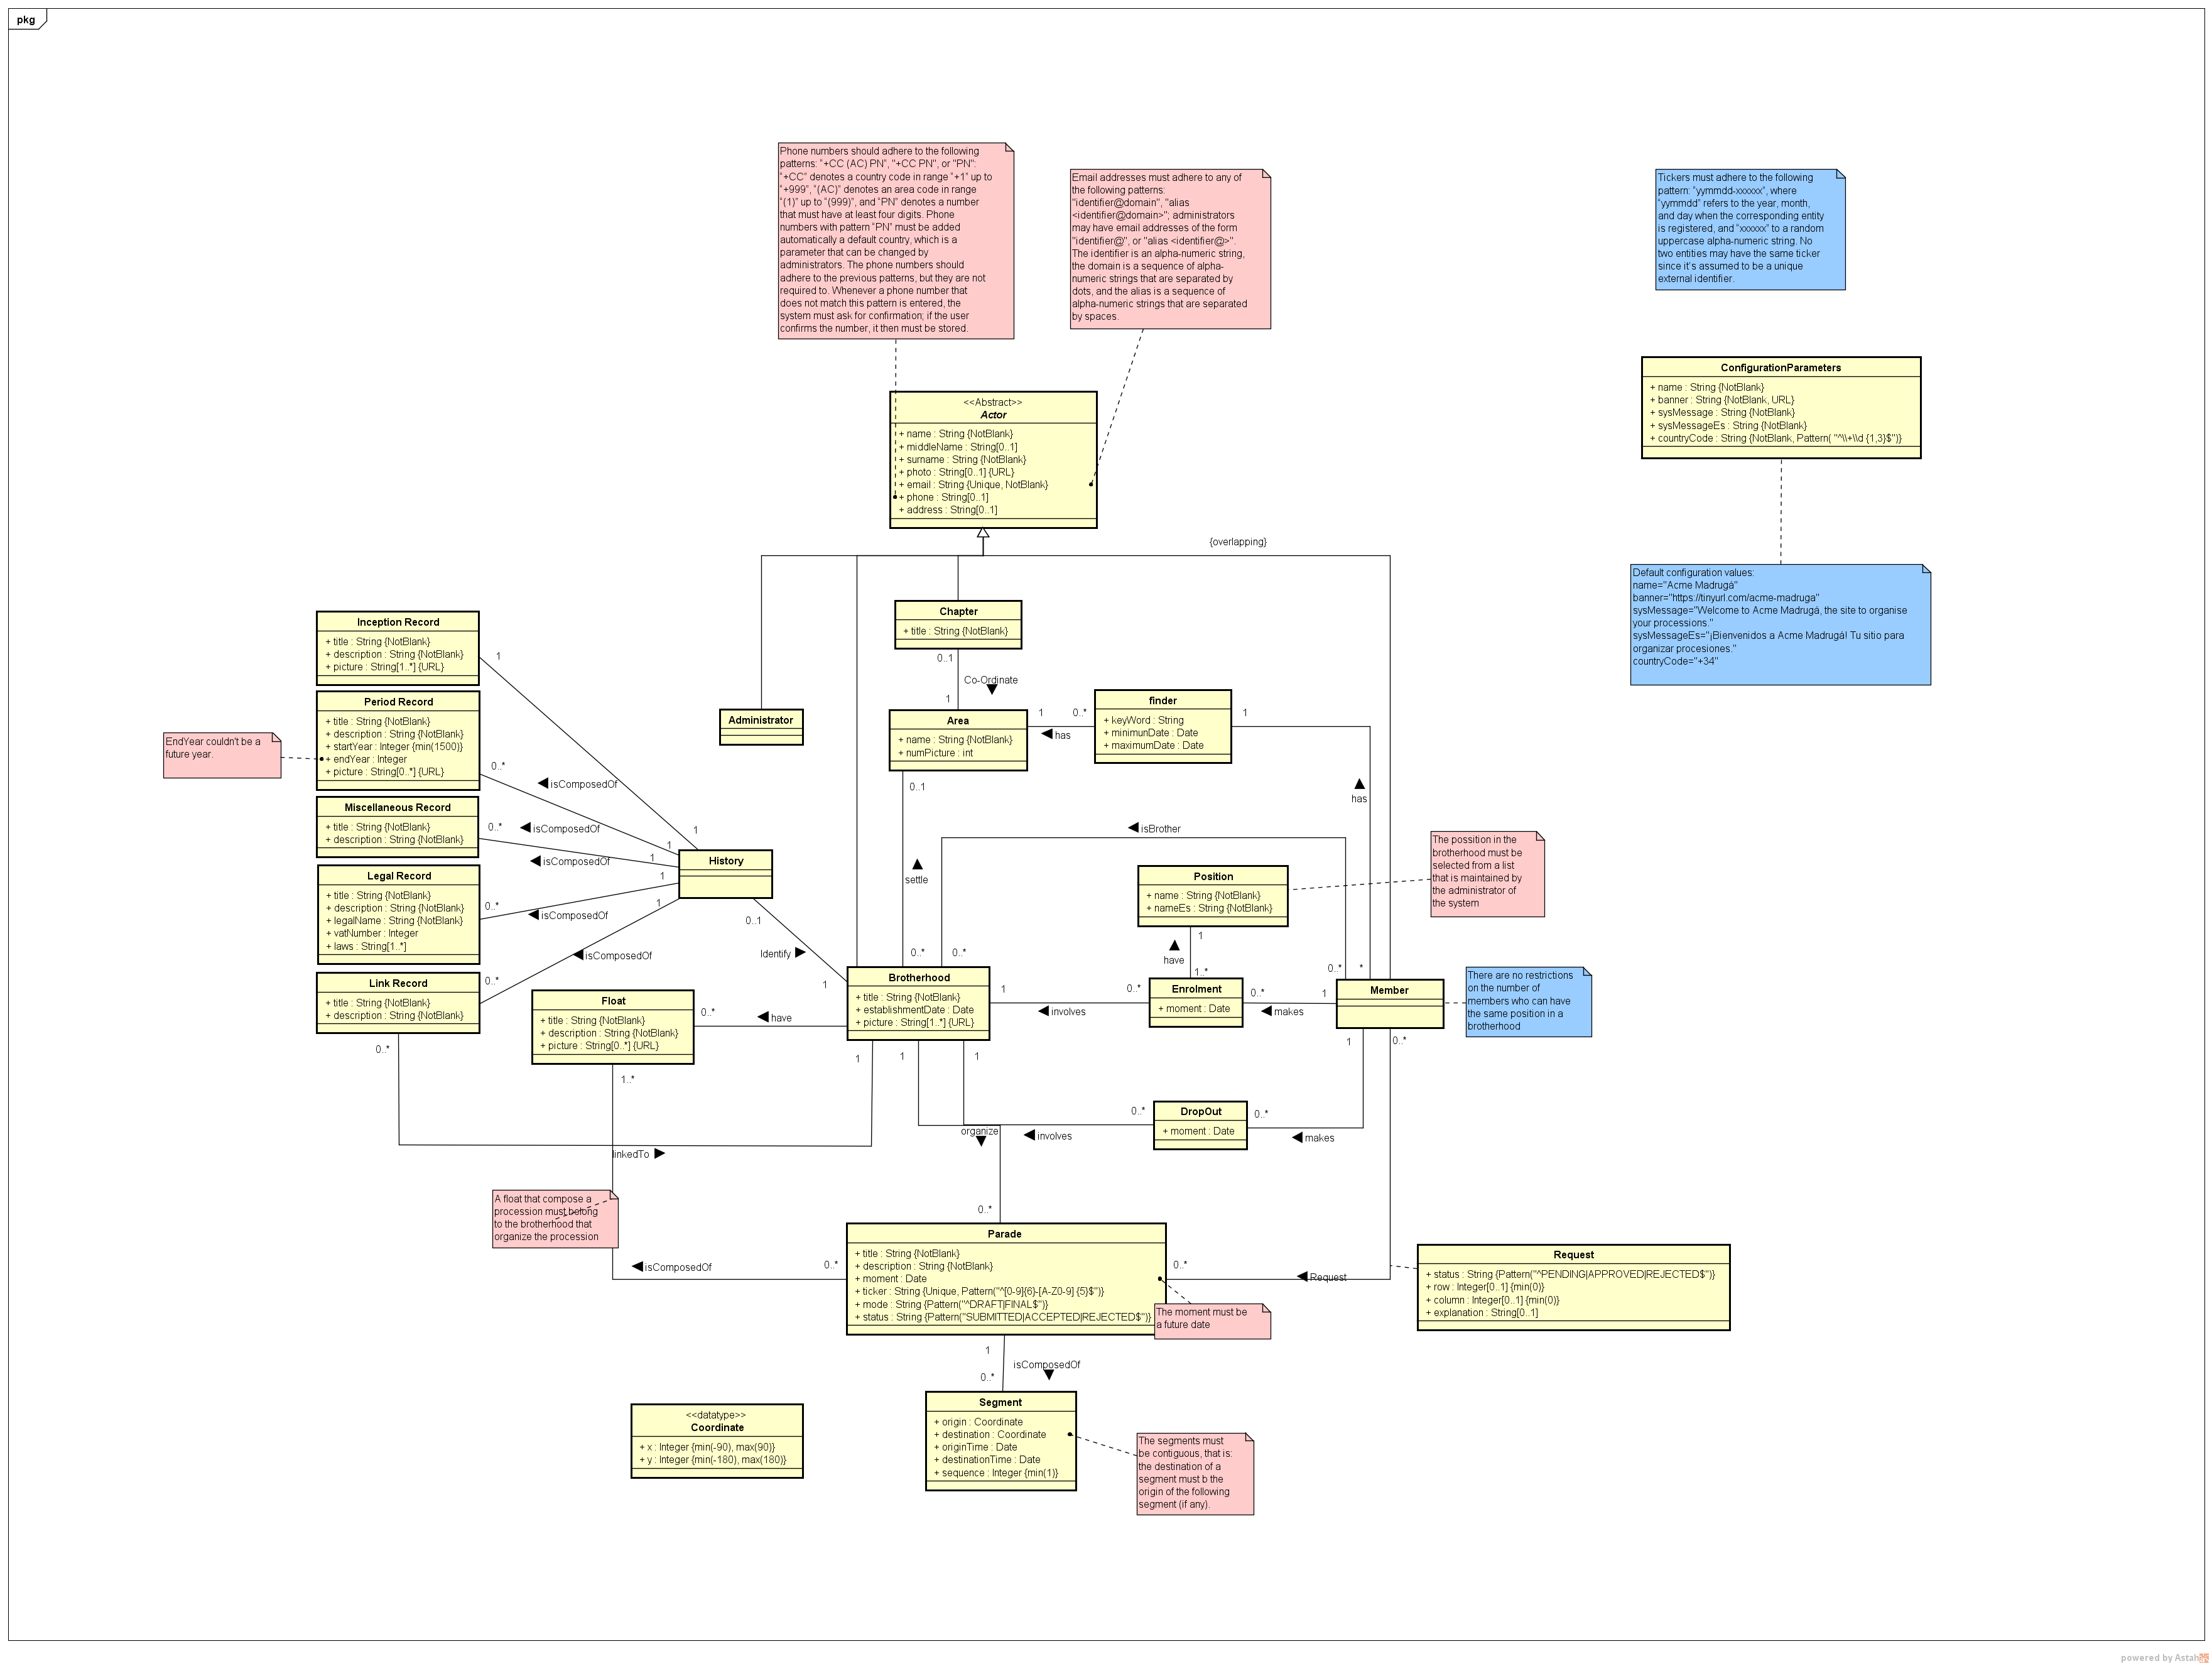 pkg
Phone numbers should adhere to the following
patterns: "+CC (AC) PN", "+CC PN", or "PN":
"+CC" denotes a country code in range "+1" up to
"+999", "(AC)" denotes an area code in range
"(1)" up to "(999)", and "PN" denotes a number
that must have at least four digits. Phone
numbers with pattern "PN" must be added
automatically a default country, which is a
parameter that can be changed by
administrators. The phone numbers should
adhere to the previous patterns, but they are not
required to. Whenever a phone number that
does not match this pattern is entered, the
system must ask for confirmation; if the user
confirms the number, it then must be stored.
Email addresses must adhere to any of
the following patterns:
"identifier@domain", "alias
<identifier@domain>"; administrators
may have email addresses of the form
"identifier@", or "alias <identifier@>".
The identifier is an alpha-numeric string,
the domain is a sequence of alpha-
numeric strings that are separated by
dots, and the alias is a sequence of
alpha-numeric strings that are separated
by spaces.
Tickers must adhere to the following
pattern: "yymmdd-xxxxxx", where
"yymmdd" refers to the year, month,
and day when the corresponding entity
is registered, and "xxxxxx" to a random
uppercase alpha-numeric string. No
two entities may have the same ticker
since it's assumed to be a unique
external identifier.
ConfigurationParameters
+ name : String {NotBlank}
+ banner : String {NotBlank, URL}
+ sysMessage : String {NotBlank}
+ sysMessageEs : String {NotBlank}
+ countryCode : String {NotBlank, Pattern( "^\\+\\d {1,3}$")}
Default configuration values:
name="Acme Madrugá"
banner="https://tinyurl.com/acme-madruga"
sysMessage="Welcome to Acme Madrugá, the site to organise
your processions."
sysMessageEs="¡Bienvenidos a Acme Madrugá! Tu sitio para
organizar procesiones."
countryCode="+34"
<<Abstract>>
Actor
+ name : String {NotBlank}
+ middleName : String[0..1]
+ surname : String {NotBlank}
+ photo : String[0..1] {URL}
+ email : String {Unique, NotBlank}
+ phone : String[0..1]
+ address : String[0..1]
{overlapping}
Chapter
+ title : String {NotBlank}
0..1
Co-Ordinate
1
Administrator
Area
+ name : String {NotBlank}
+ numPicture : int
1
0..*
has
finder
+ keyWord : String
+ minimunDate : Date
+ maximumDate : Date
1
has
0..1
settle
isBrother
Inception Record
+ title : String {NotBlank}
+ description : String {NotBlank}
+ picture : String[1..*] {URL}
1
Period Record
+ title : String {NotBlank}
+ description : String {NotBlank}
+ startYear : Integer {min(1500)}
+ endYear : Integer
+ picture : String[0..*] {URL}
EndYear couldn't be a
future year.
0..*
isComposedOf
1
Miscellaneous Record
+ title : String {NotBlank}
+ description : String {NotBlank}
0..*
isComposedOf
1
isComposedOf
1
Legal Record
+ title : String {NotBlank}
+ description : String {NotBlank}
+ legalName : String {NotBlank}
+ vatNumber : Integer
+ laws : String[1..*]
0..*
isComposedOf
1
History
1
isComposedOf
0..*
Link Record
+ title : String {NotBlank}
+ description : String {NotBlank}
0..*
0..1
Identify
1
Position
+ name : String {NotBlank}
+ nameEs : String {NotBlank}
The possition in the
brotherhood must be
selected from a list
that is maintained by
the administrator of
the system
1
have
1..*
0..*
0..*
0..*
*
Brotherhood
+ title : String {NotBlank}
+ establishmentDate : Date
+ picture : String[1..*] {URL}
1
0..*
involves
Enrolment
+ moment : Date
0..*
1
makes
Member
There are no restrictions
on the number of
members who can have
the same position in a
brotherhood
Float
+ title : String {NotBlank}
+ description : String {NotBlank}
+ picture : String[0..*] {URL}
0..*
have
1..*
1
1
1
1
0..*
DropOut
+ moment : Date
0..*
0..*
organize
involves
makes
linkedTo
A float that compose a
procession must belong
to the brotherhood that
organize the procession
0..*
isComposedOf
0..*
Parade
+ title : String {NotBlank}
+ description : String {NotBlank}
+ moment : Date
+ ticker : String {Unique, Pattern("^[0-9]{6}-[A-Z0-9] {5}$")}
+ mode : String {Pattern("^DRAFT|FINAL$")}
+ status : String {Pattern("SUBMITTED|ACCEPTED|REJECTED$")}
0..*
Request
The moment must be
a future date
Request
+ status : String {Pattern("^PENDING|APPROVED|REJECTED$")}
+ row : Integer[0..1] {min(0)}
+ column : Integer[0..1] {min(0)}
+ explanation : String[0..1]
1
isComposedOf
0..*
Segment
+ origin : Coordinate
+ destination : Coordinate
+ originTime : Date
+ destinationTime : Date
+ sequence : Integer {min(1)}
The segments must
be contiguous, that is:
the destination of a
segment must b the
origin of the following
segment (if any).
<<datatype>>
Coordinate
+ x : Integer {min(-90), max(90)}
+ y : Integer {min(-180), max(180)}
powered by Astah